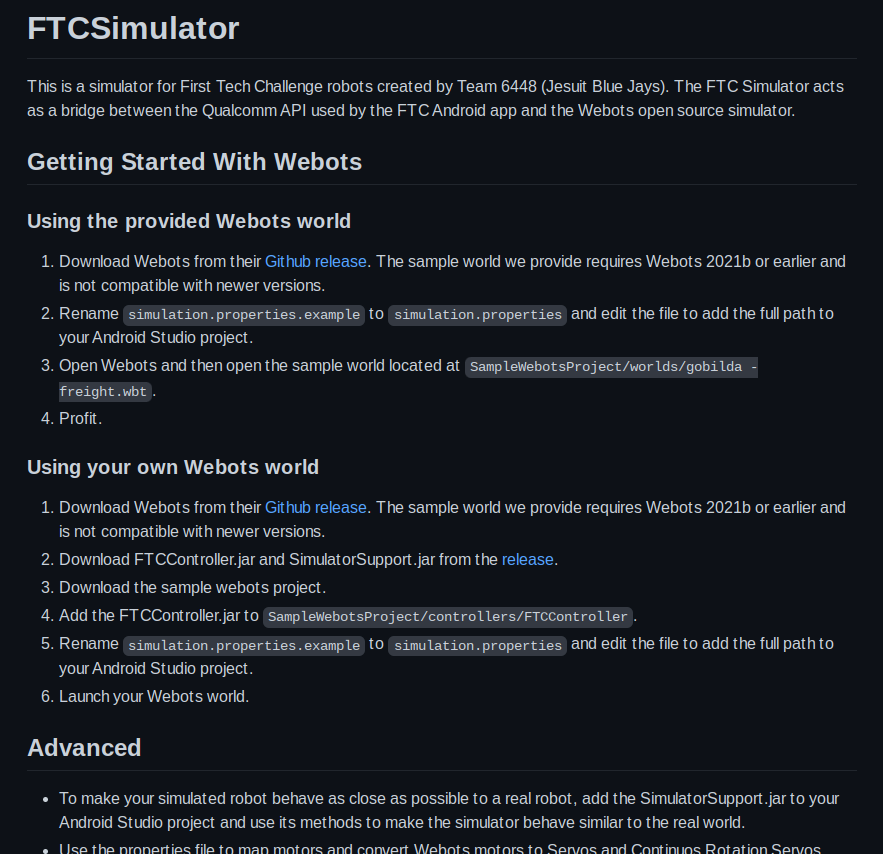 FTCSimulator
This is a simulator for First Tech Challenge robots created by Team 6448 (Jesuit Blue Jays). The FTC Simulator acts
as a bridge between the Qualcomm API used by the FTC Android app and the Webots open source simulator.
Getting Started With Webots
Using the provided Webots world
1. Download Webots from their Github release. The sample world we provide requires Webots 2021b or earlier and
is not compatible with newer versions.
2. Rename simulation.properties.example to simulation.properties and edit the file to add the full path to
your Android Studio project.
3. Open Webots and then open the sample world located at SampleWebotsProject/worlds/gobilda -
freight.wbt.
4. Profit.
Using your own Webots world
1. Download Webots from their Github release. The sample world we provide requires Webots 2021b or earlier and
is not compatible with newer versions.
2. Download FTCController.jar and SimulatorSupport.jar from the release.
3. Download the sample webots project.
4. Add the FTCController.jar to SampleWebotsProject/controllers/FTCController.
5. Rename simulation.properties.example to simulation.properties and edit the file to add the full path to
your Android Studio project.
6. Launch your Webots world.
Advanced
• To make your simulated robot behave as close as possible to a real robot, add the SimulatorSupport.jar to your
Android Studio project and use its methods to make the simulator behave similar to the real world.
• Use the properties file to map motors and convert Webots motors to Servos and Continuos Rotation Servos